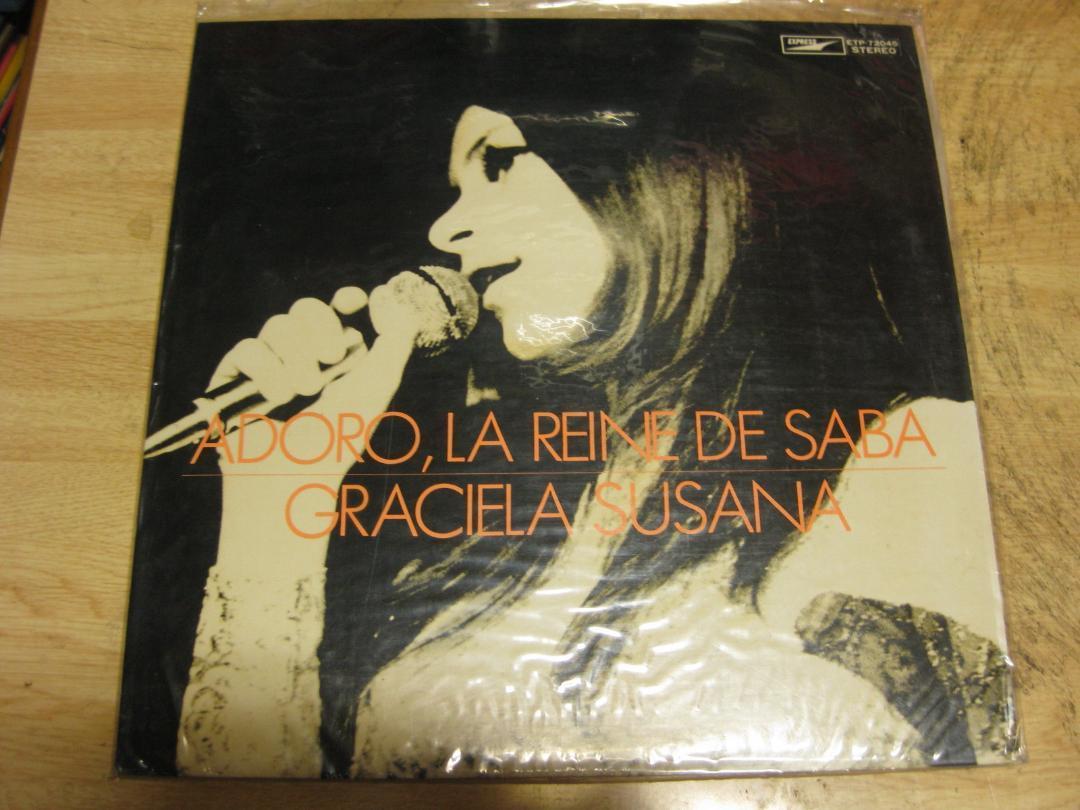 EXPRESS
ETP-72045
STEREO
ADORO, LA REINE DE SABA
GRACIELA SUSANA